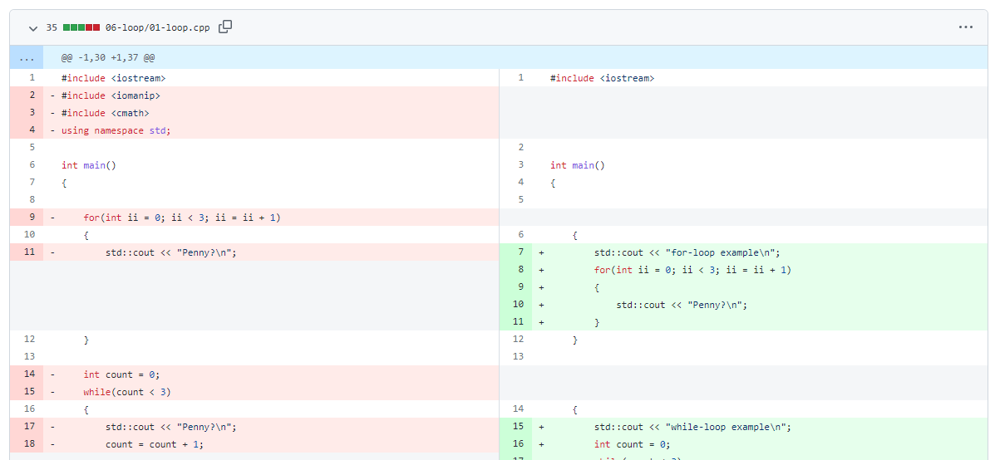 35 06-loop/01-loop.cpp ...
... @@ -1,30 +1,37 @@
1 #include <iostream> 1 #include <iostream>
2 - #include <iomanip>
3 - #include <cmath>
4 - using namespace std;
5 2
6 int main() 3 int main()
7 { 4 {
8 5
9 - for(int ii = 0; ii < 3; ii = ii + 1)
10 { 6 {
11 - std::cout << "Penny?\n"; 7 + std::cout << "for-loop example\n";
8 + for(int ii = 0; ii < 3; ii = ii + 1)
9 + {
10 + std::cout << "Penny?\n";
11 + }
12 } 12 }
13 13
14 - int count = 0;
15 - while(count < 3)
16 { 14 {
17 - std::cout << "Penny?\n"; 15 + std::cout << "while-loop example\n";
18 - count = count + 1; 16 + int count = 0;